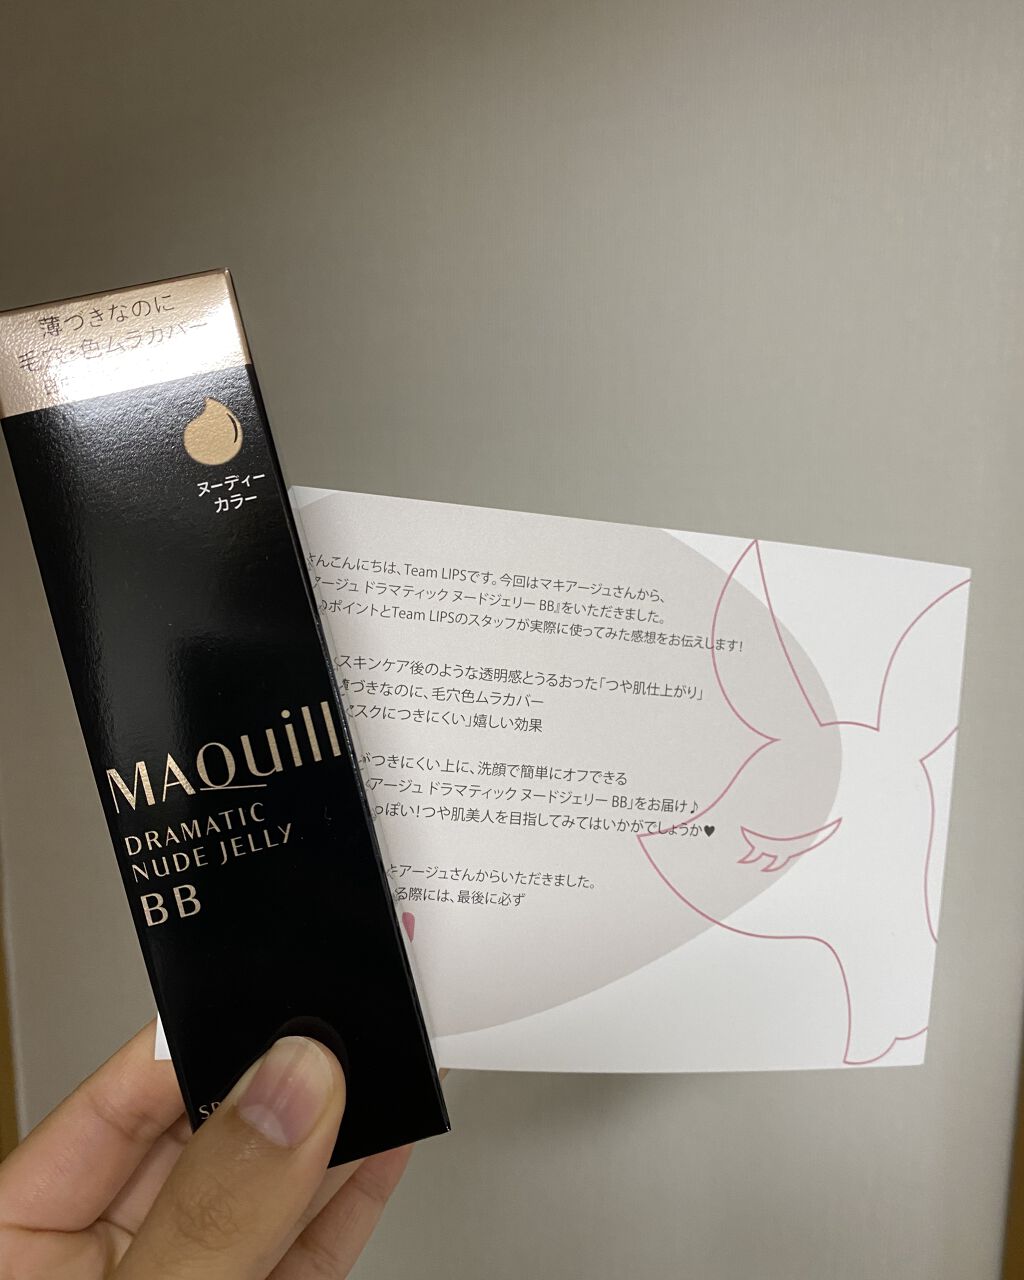 薄づきなのに
毛穴・色ムラカバー
ヌーディー
カラー
MAQuill
DRAMATIC
NUDE JELLY
BB
さんこんにちは、Team LIPSです。今回はマキアージュさんから、
アージュ ドラマティック ヌードジェリー BB』をいただきました。
のポイントとTeam LIPSのスタッフが実際に使ってみた感想をお伝えします!
スキンケア後のような透明感とうるおった「つや肌仕上がり」
づきなのに、毛穴色ムラカバー
スクにつきにくい」嬉しい効果
がつきにくい上に、洗顔で簡単にオフできる
アージュ ドラマティック ヌードジェリー BB」をお届け♪
っぽい!つや肌美人を目指してみてはいかがでしょうか♥
アージュさんからいただきました。
る際には、最後に必ず